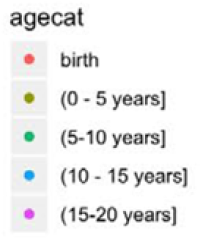 agecat
birth
(0 - 5 years]
(5-10 years]
(10 - 15 years]
(15-20 years]